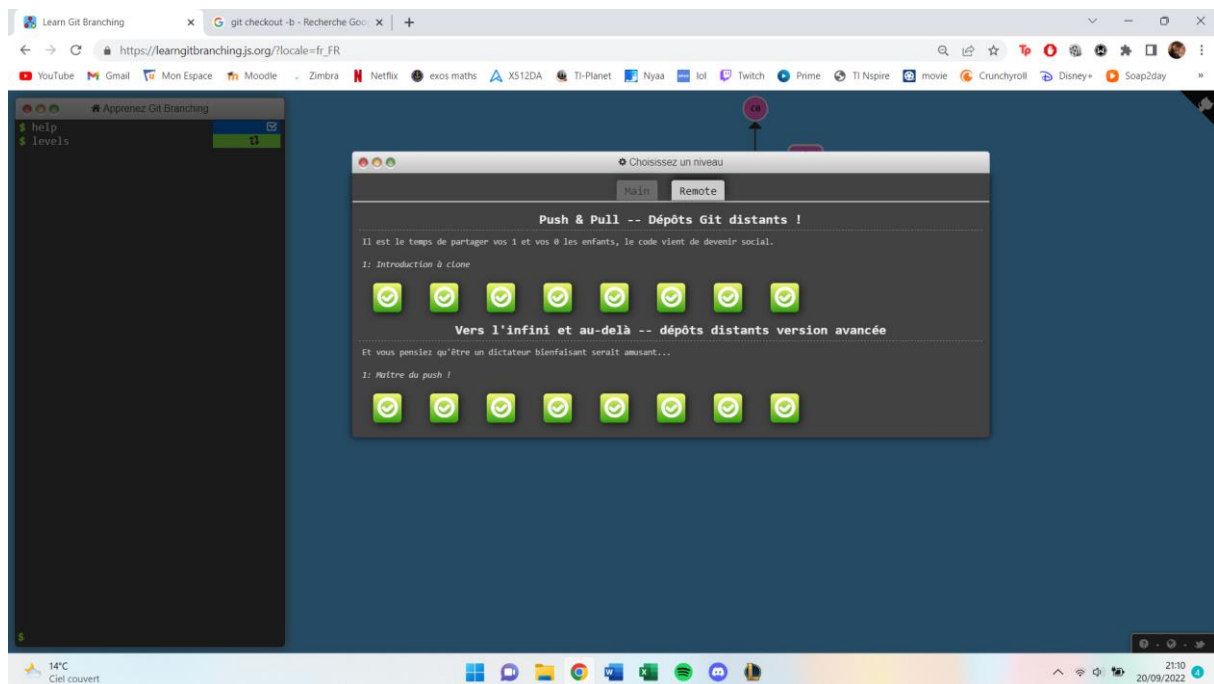 Learn Git Branching
git checkout -b - Recherche Goo
https://learngitbranching.js.org/?locale=fr_FR
YouTube Gmail Mon Espace Moodle Zimbra Netflix exos maths X512DA TI-Planet Nyaa lol Twitch Prime TI Nspire movie Crunchyroll Disney+ Soap2day »
Apprenez Git Branching
$ help
$ levels
C0
Choisissez un niveau
Main Remote
Push & Pull -- Dépôts Git distants !
Il est le temps de partager vos 1 et vos 0 les enfants, le code vient de devenir social.
1: Introduction à clone
Vers l'infini et au-delà -- dépôts distants version avancée
Et vous pensiez qu'être un dictateur bienfaisant serait amusant...
1: Maître du push !
$
14°C
Ciel couvert
21:10
20/09/2022
4